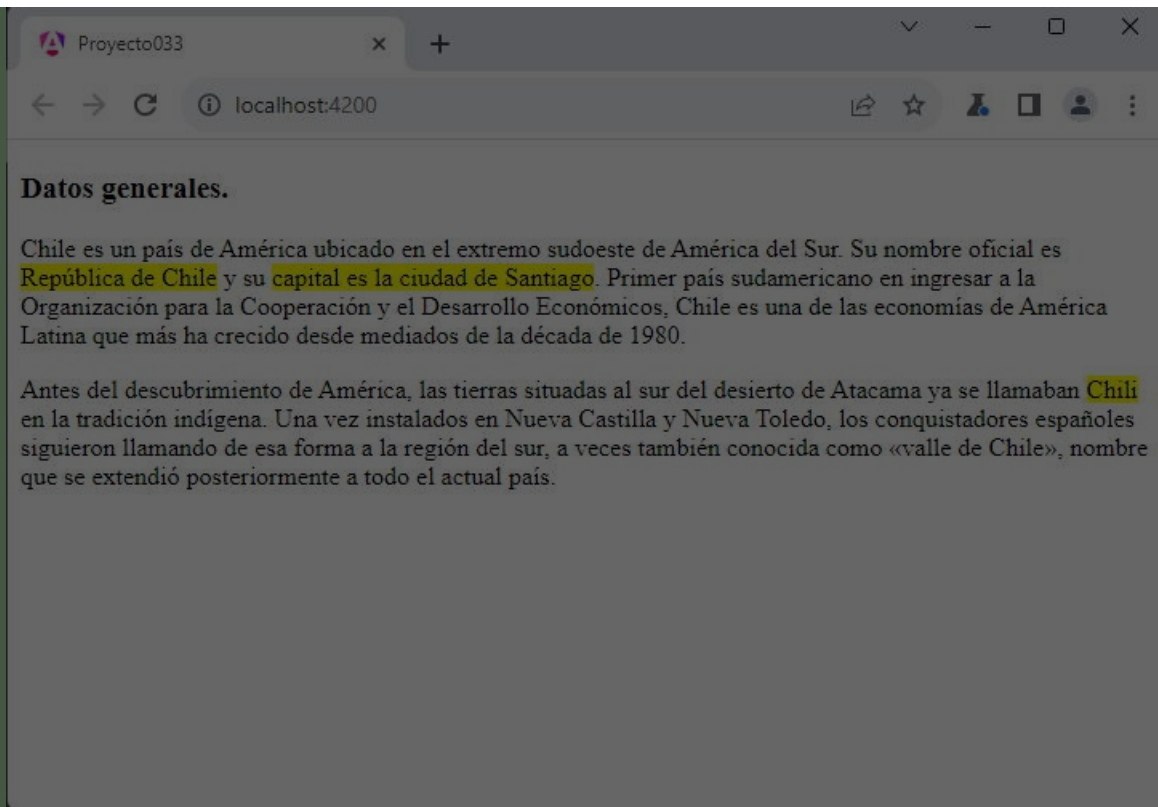 Proyecto033
localhost:4200
Datos generales.
Chile es un país de América ubicado en el extremo sudoeste de América del Sur. Su nombre oficial es
República de Chile y su capital es la ciudad de Santiago. Primer país sudamericano en ingresar a la
Organización para la Cooperación y el Desarrollo Económicos, Chile es una de las economías de América
Latina que más ha crecido desde mediados de la década de 1980.
Antes del descubrimiento de América, las tierras situadas al sur del desierto de Atacama ya se llamaban Chili
en la tradición indígena. Una vez instalados en Nueva Castilla y Nueva Toledo, los conquistadores españoles
siguieron llamando de esa forma a la región del sur, a veces también conocida como «valle de Chile», nombre
que se extendió posteriormente a todo el actual país.